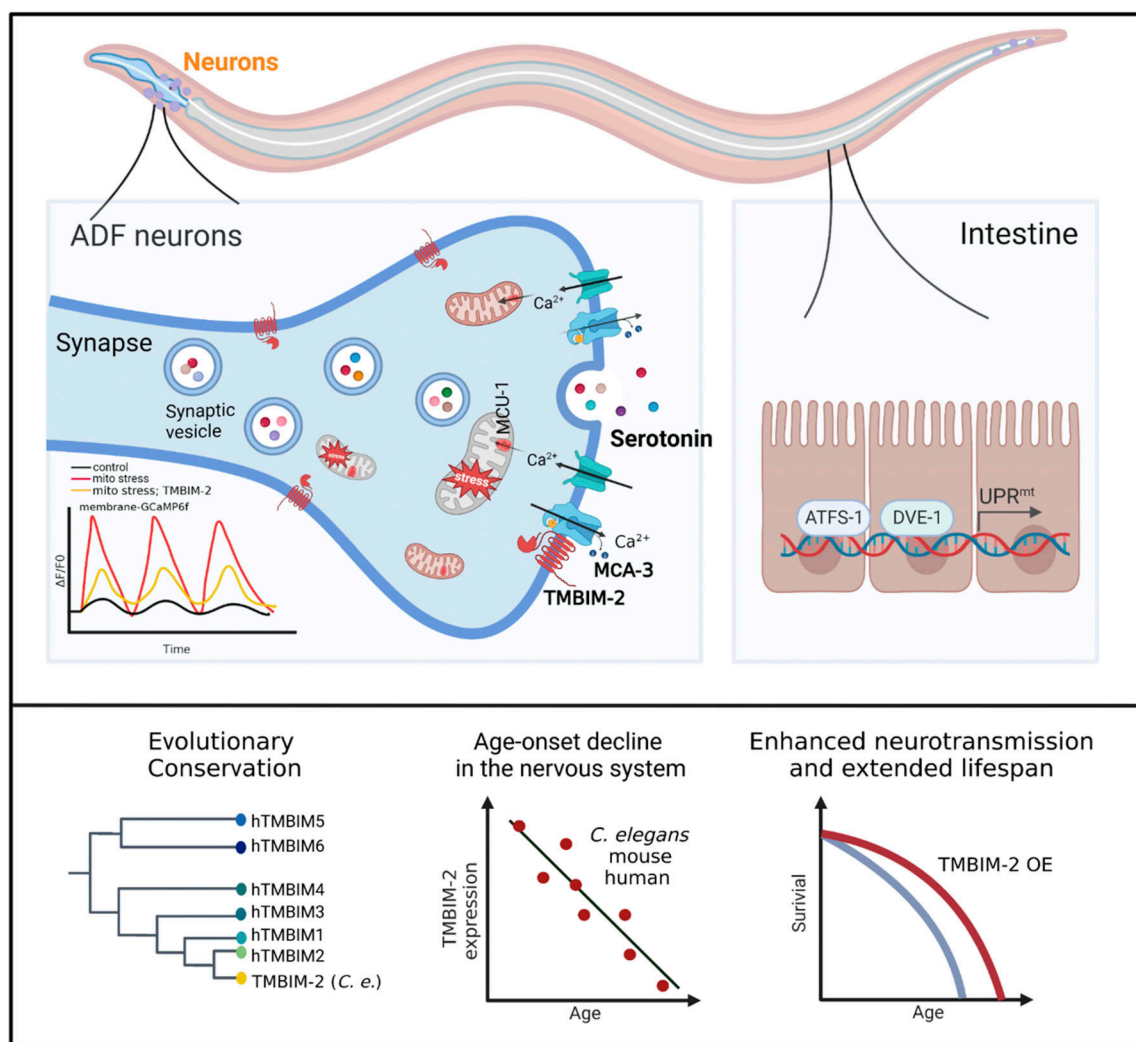 Neurons
ADF neurons
Synapse
Synaptic
vesicle
MCU-1
stress
stress
Ca²⁺
Ca²⁺
Ca²⁺
Serotonin
MCA-3
TMBIM-2
control
mito stress
mito stress; TMBIM-2
membrane-GCaMP6f
ΔF/F0
Time
Intestine
ATFS-1
DVE-1
UPRᵐᵗ
Evolutionary
Conservation
hTMBIM5
hTMBIM6
hTMBIM4
hTMBIM3
hTMBIM1
hTMBIM2
TMBIM-2 (C. e.)
Age-onset decline
in the nervous system
TMBIM-2
expression
C. elegans
mouse
human
Age
Enhanced neurotransmission
and extended lifespan
Surivial
TMBIM-2 OE
Age